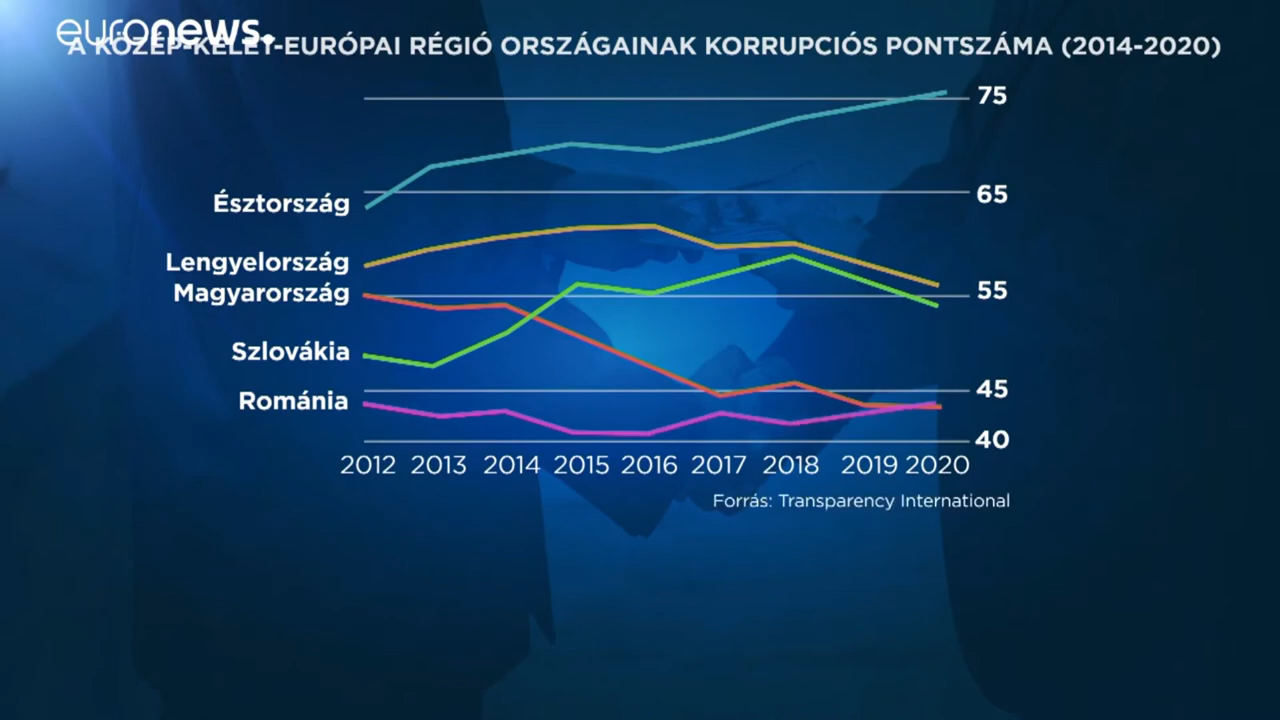 euronews.
A KÖZÉP-KELET-EURÓPAI RÉGIÓ ORSZÁGAINAK KORRUPCIÓS PONTSZÁMA (2014-2020)
75
Észtország
65
Lengyelország
Magyarország
55
Szlovákia
Románia
45
40
2012 2013 2014 2015 2016 2017 2018 2019 2020
Forrás: Transparency International